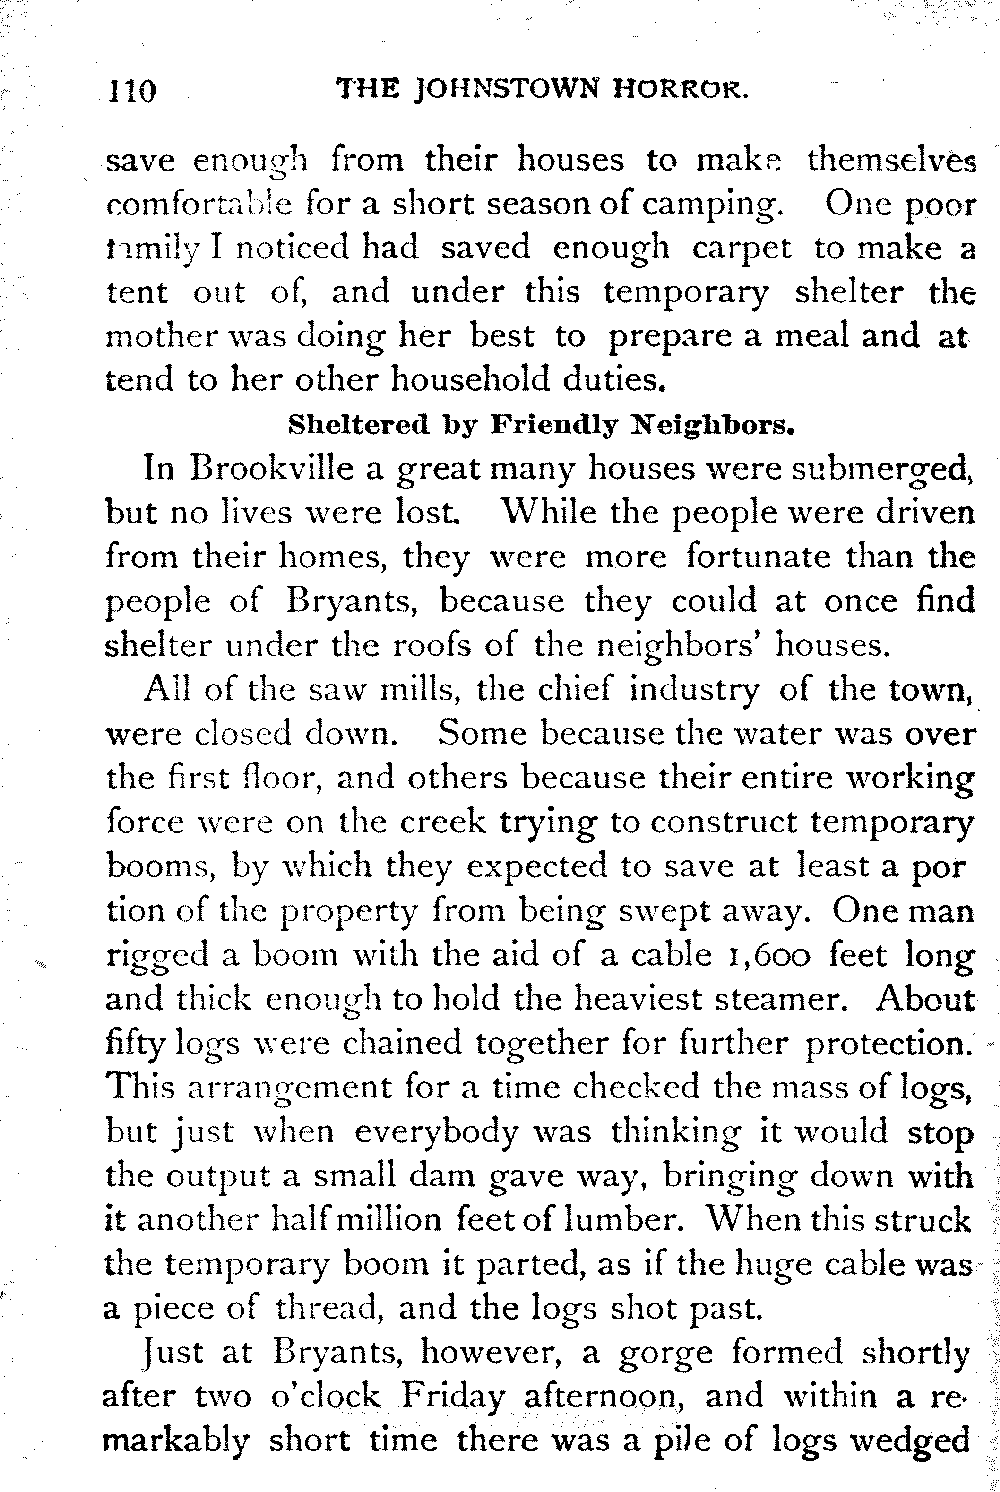 110 THE JOHNSTOWN HORROR.
save enough from their houses to make themselves
comfortable for a short season of camping. One poor
family I noticed had saved enough carpet to make a
tent out of, and under this temporary shelter the
mother was doing her best to prepare a meal and at
tend to her other household duties.
Sheltered by Friendly Neighbors.
In Brookville a great many houses were submerged,
but no lives were lost. While the people were driven
from their homes, they were more fortunate than the
people of Bryants, because they could at once find
shelter under the roofs of the neighbors' houses.
All of the saw mills, the chief industry of the town,
were closed down. Some because the water was over
the first floor, and others because their entire working
force were on the creek trying to construct temporary
booms, by which they expected to save at least a por
tion of the property from being swept away. One man
rigged a boom with the aid of a cable 1,600 feet long
and thick enough to hold the heaviest steamer. About
fifty logs were chained together for further protection.
This arrangement for a time checked the mass of logs,
but just when everybody was thinking it would stop
the output a small dam gave way, bringing down with
it another half million feet of lumber. When this struck
the temporary boom it parted, as if the huge cable was
a piece of thread, and the logs shot past.
Just at Bryants, however, a gorge formed shortly
after two o'clock Friday afternoon, and within a re-
markably short time there was a pile of logs wedged